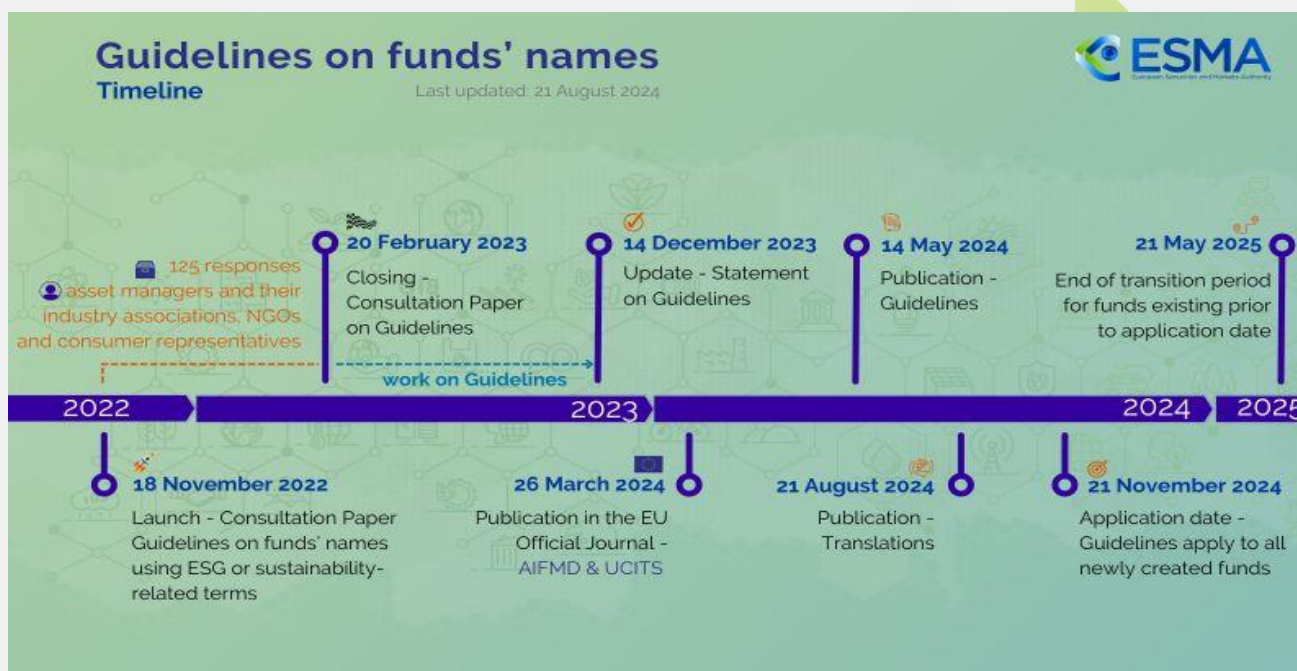 Guidelines on funds' names
Timeline
Last updated: 21 August 2024
ESMA
European Securities and Markets Authority
125 responses
asset managers and their
industry associations, NGOs
and consumer representatives
20 February 2023
Closing -
Consultation Paper
on Guidelines
14 December 2023
Update - Statement
on Guidelines
14 May 2024
Publication -
Guidelines
21 May 2025
End of transition period
for funds existing prior
to application date
work on Guidelines
2022
2023
2024
2025
18 November 2022
Launch - Consultation Paper
Guidelines on funds' names
using ESG or sustainability-
related terms
26 March 2024
Publication in the EU
Official Journal -
AIFMD & UCITS
21 August 2024
Publication -
Translations
21 November 2024
Application date -
Guidelines apply to all
newly created funds